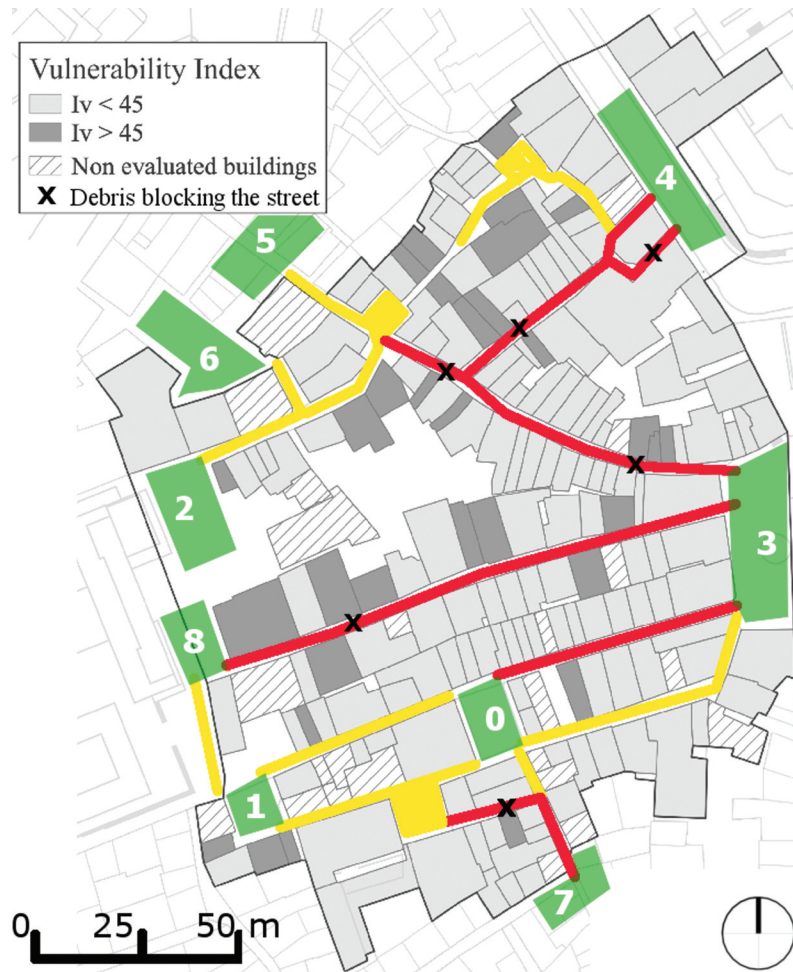 Vulnerability Index
Iv < 45
Iv > 45
Non evaluated buildings
X Debris blocking the street
4
5
X
X
6
X
X
2
3
X
8
0
1
X
7
0 25 50 m